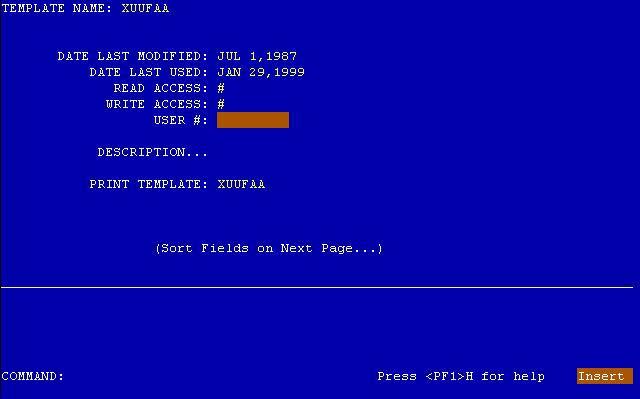 TEMPLATE NAME: XUUFAA
DATE LAST MODIFIED: JUL 1,1987
DATE LAST USED: JAN 29,1999
READ ACCESS: #
WRITE ACCESS: #
USER #:
DESCRIPTION...
PRINT TEMPLATE: XUUFAA
(Sort Fields on Next Page...)
COMMAND: Press <PF1>H for help Insert